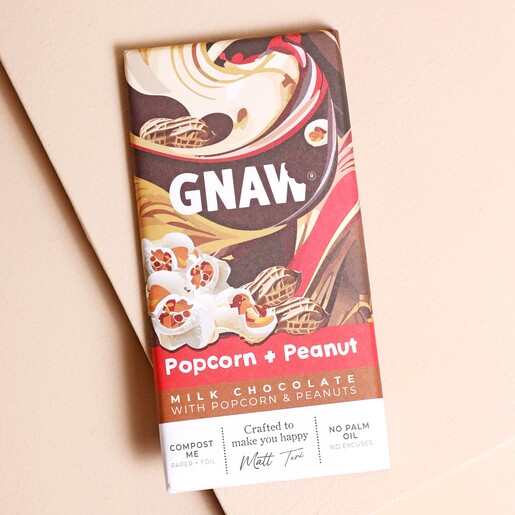 GNAW®
Popcorn + Peanut
MILK CHOCOLATE
WITH POPCORN & PEANUTS
COMPOST
ME
PAPER + FOIL
Crafted to
make you happy
Matt Teri
NO PALM
OIL
NO EXCUSES